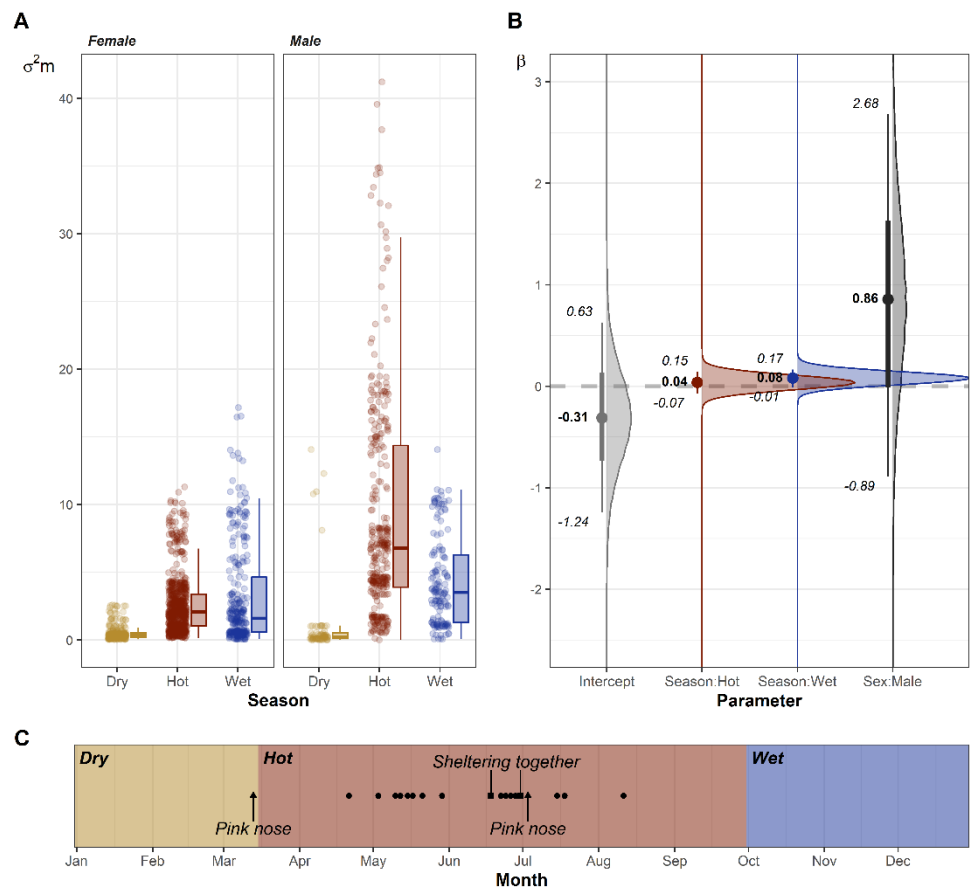 A
Female
Male
σ²m
40
30
20
10
0
Dry
Hot
Wet
Dry
Hot
Wet
Season
B
β
3
2
1
0
-1
-2
2.68
0.63
0.15
0.17
0.86
0.04
0.08
-0.07
-0.01
-0.31
-0.89
-1.24
Intercept
Season:Hot
Season:Wet
Sex:Male
Parameter
C
Dry
Hot
Wet
Sheltering together
Pink nose
Pink nose
Jan
Feb
Mar
Apr
May
Jun
Jul
Aug
Sep
Oct
Nov
Dec
Month